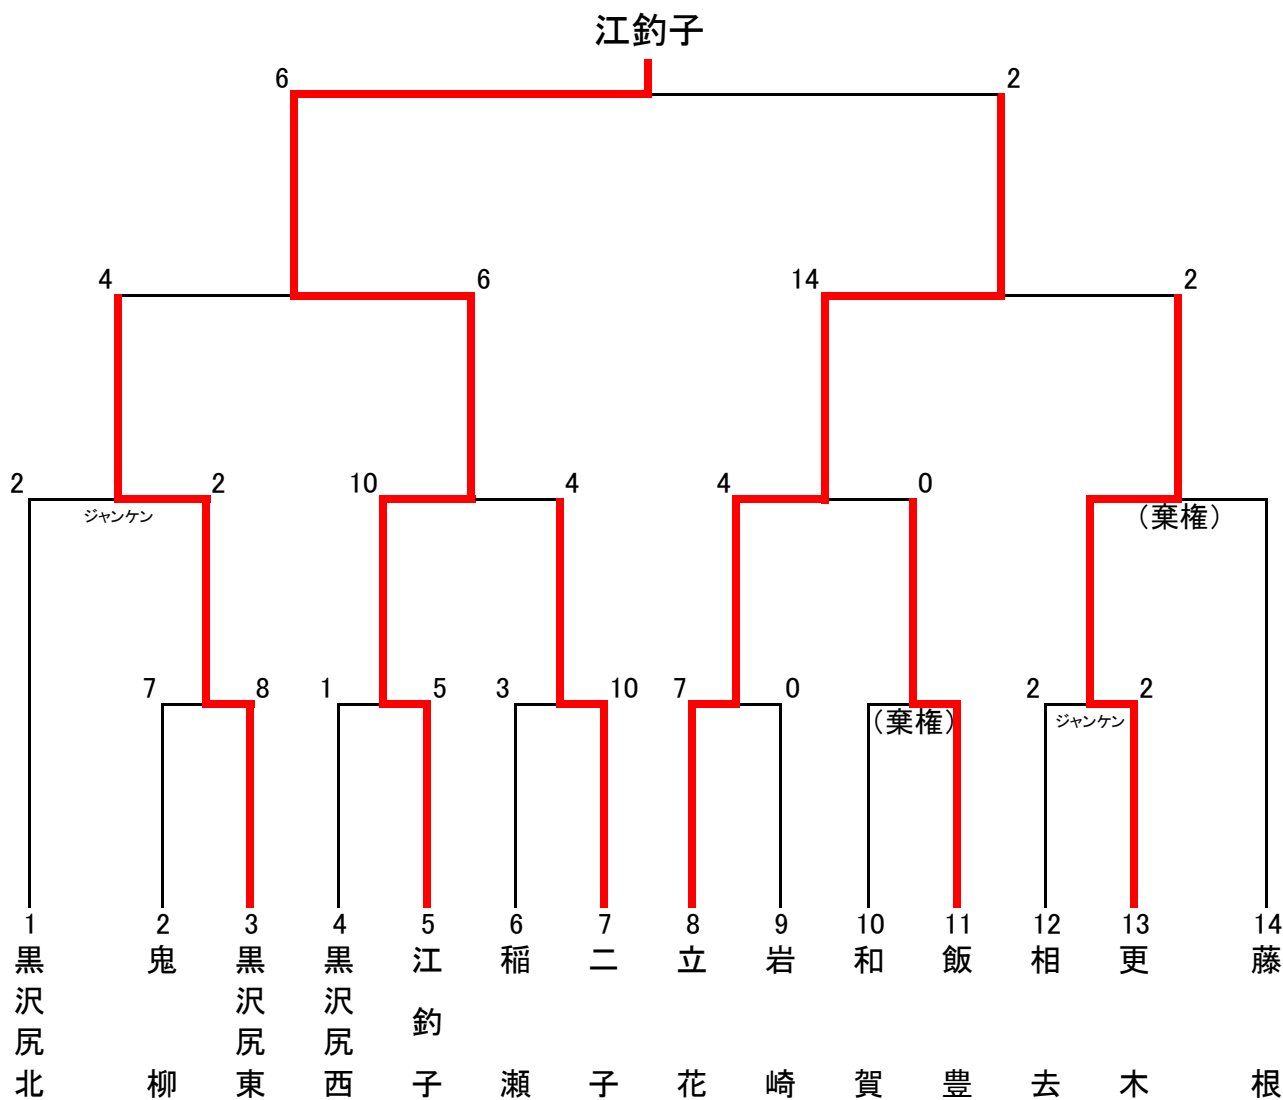 江釣子
6
2
4
6
14
2
2
2
10
4
4
0
ジャンケン
（棄権）
7
8
1
5
3
10
7
0
2
2
（棄権）
ジャンケン
1
2
3
4
5
6
7
8
9
10
11
12
13
14
黒沢尻北
鬼柳
黒沢尻東
黒沢尻西
江釣子
稲瀬
二子
立花
岩崎
和賀
飯豊
相去
更木
藤根